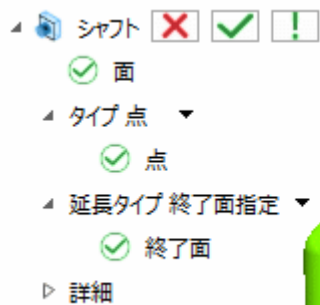 シャフト
面
タイプ 点
点
延長タイプ 終了面指定
終了面
詳細